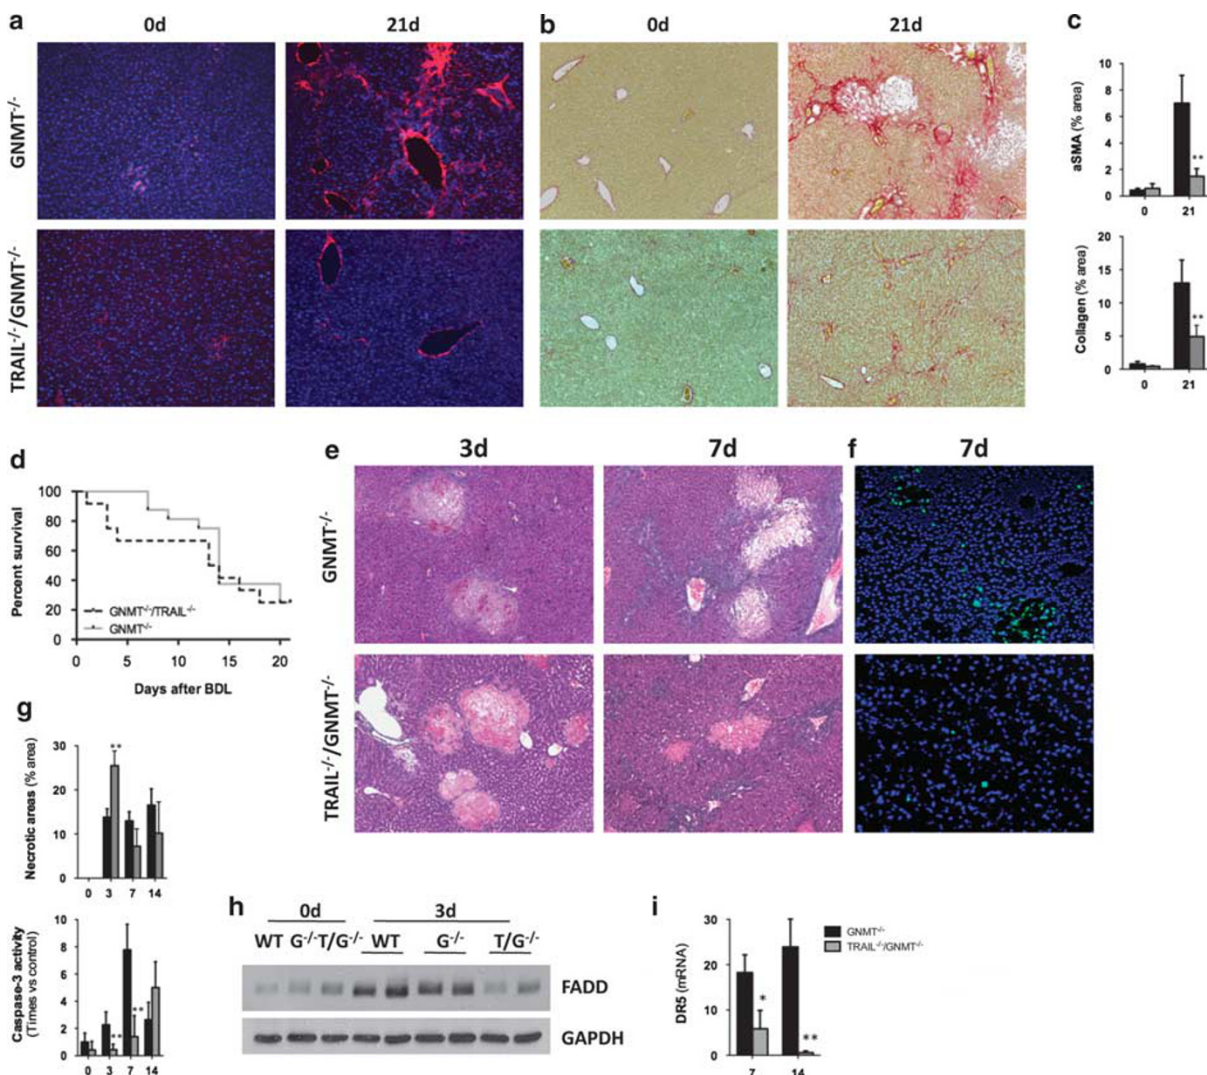 a
0d
21d
b
0d
21d
c
GNMT-/-
TRAIL-/-/GNMT-/-
aSMA (% area)
10
8
6
4
2
0
**
0
21
Collagen (% area)
20
15
10
5
0
**
0
21
d
Percent survival
100
80
60
40
20
0
GNMT-/-/TRAIL-/-
GNMT-/-
0
5
10
15
20
Days after BDL
e
3d
7d
f
7d
GNMT-/-
TRAIL-/-/GNMT-/-
g
Necrotic areas (% area)
30
20
10
0
**
0
3
7
14
Caspase-3 activity
(Times vs control)
10
8
6
4
2
0
**
**
0
3
7
14
h
0d
3d
WT G-/- T/G-/- WT G-/- T/G-/-
FADD
GAPDH
i
DR5 (mRNA)
30
20
10
0
*
**
7
14
GNMT-/-
TRAIL-/-/GNMT-/-